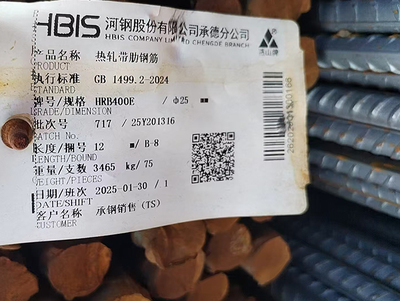 HBIS 河钢股份有限公司承德分公司
HBIS COMPANY LIMITED CHENGDE BRANCH
燕山牌
产品名称 热轧带肋钢筋
PRODUCT
执行标准 GB 1499.2-2024
STANDARD
牌号/规格 HRB400E /Φ25
GRADE/DIMENSION
批次号 717 /25Y201316
BATCH No.
长度/捆号 12 m/ B-8
LENGTH/BOUND
重量/支数 3465 kg/75
WEIGHT/PIECES
日期/班次 2025-01-30 / 1
DATE/SHIFT
客户名称 承钢销售 (TS)
CUSTOMER